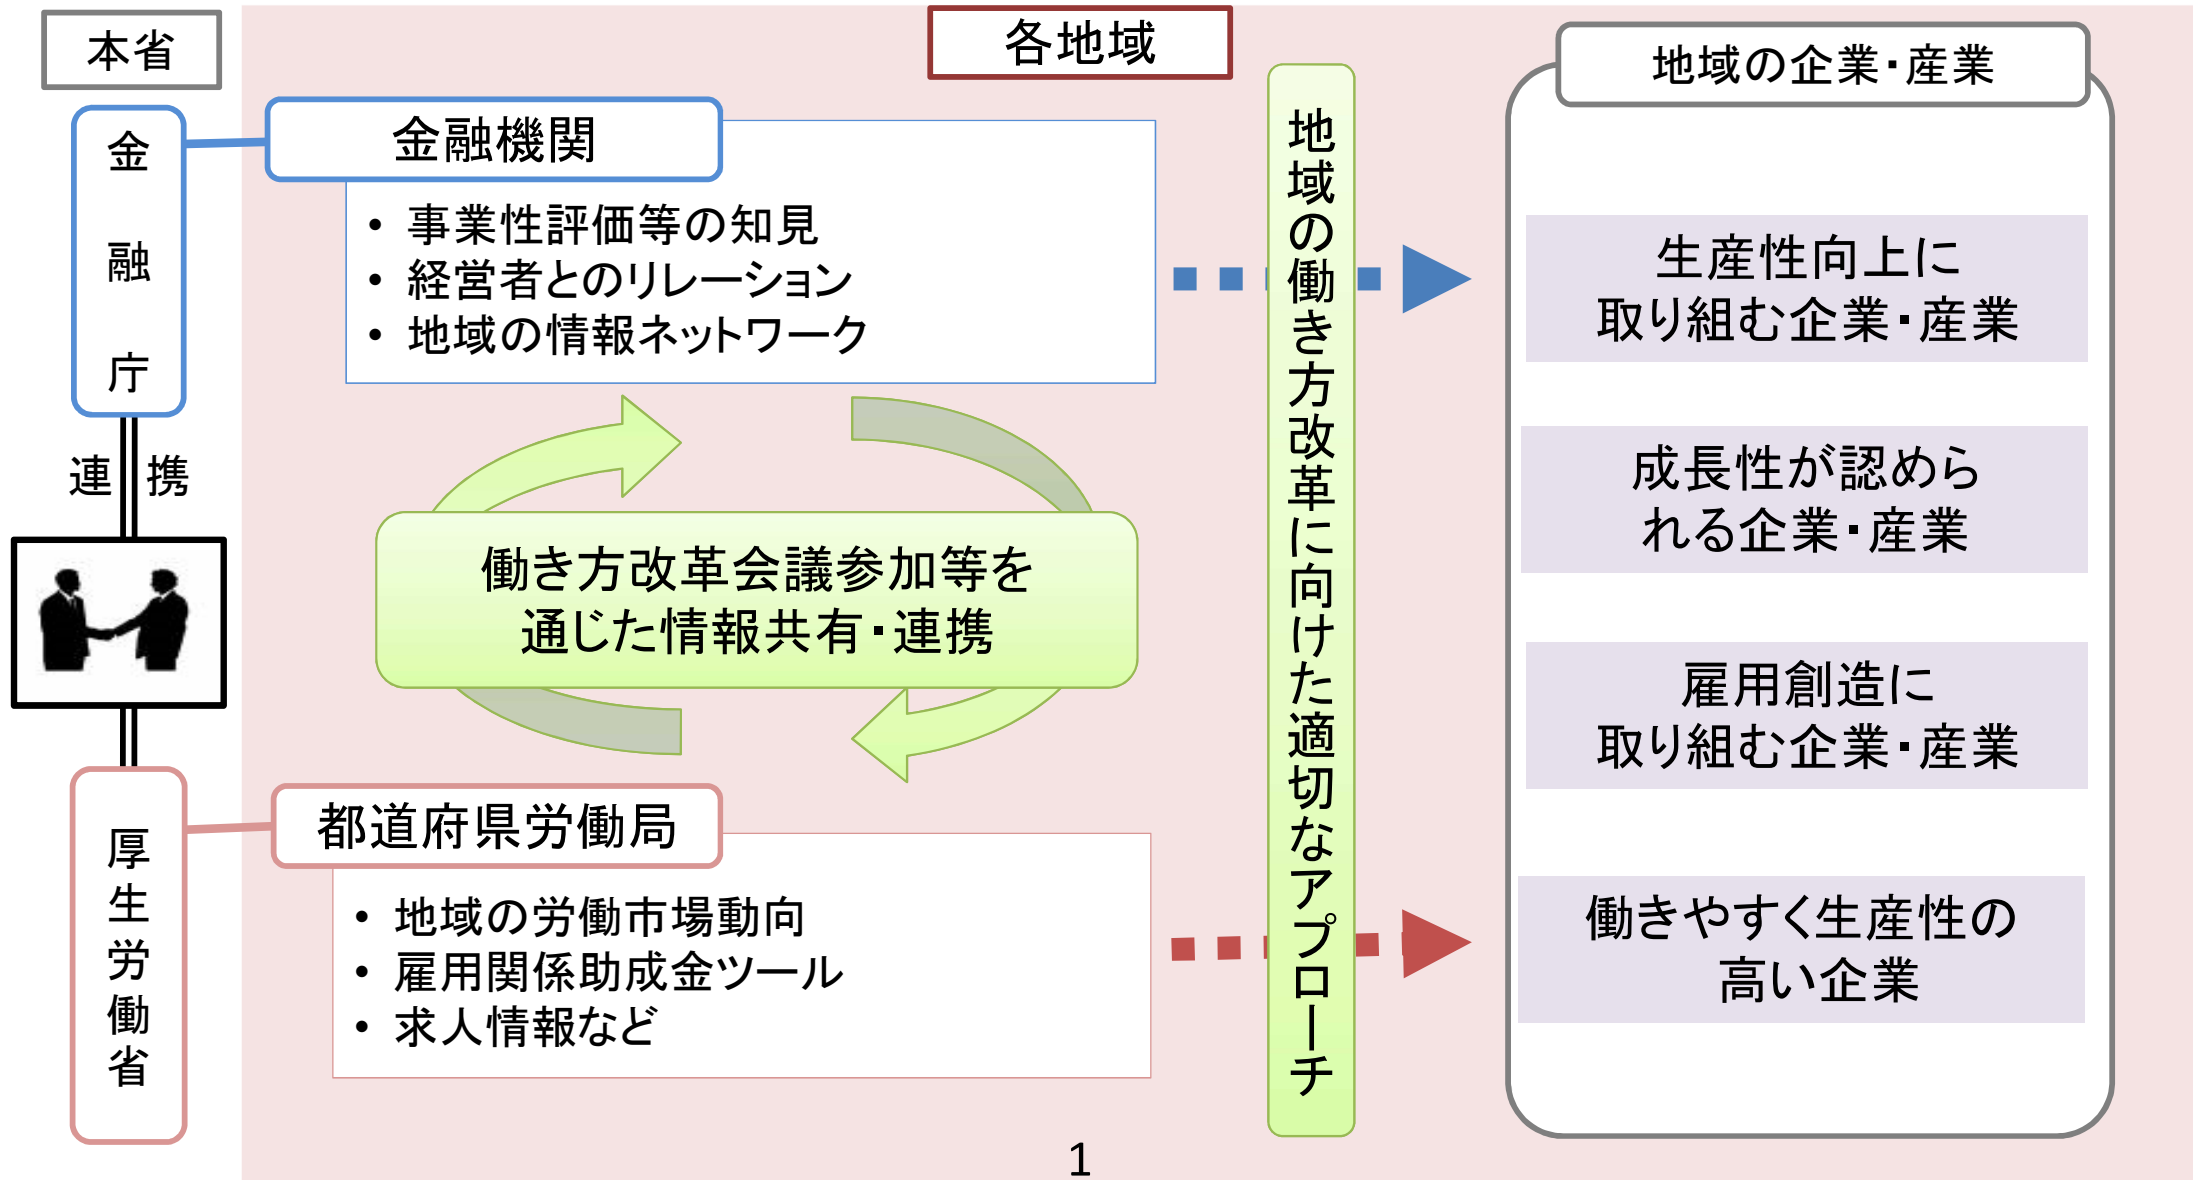 本省
各地域
金融庁
連携
厚生労働省
金融機関
• 事業性評価等の知見
• 経営者とのリレーション
• 地域の情報ネットワーク
働き方改革会議参加等を
通じた情報共有・連携
都道府県労働局
• 地域の労働市場動向
• 雇用関係助成金ツール
• 求人情報など
地域の働き方改革に向けた適切なアプローチ
地域の企業・産業
生産性向上に
取り組む企業・産業
成長性が認めら
れる企業・産業
雇用創造に
取り組む企業・産業
働きやすく生産性の
高い企業
1